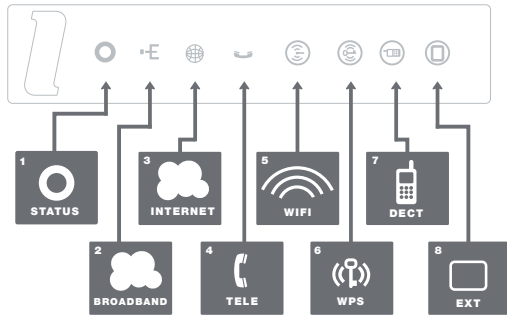 1
STATUS
2
BROADBAND
3
INTERNET
4
TELE
5
WIFI
6
WPS
7
DECT
8
EXT